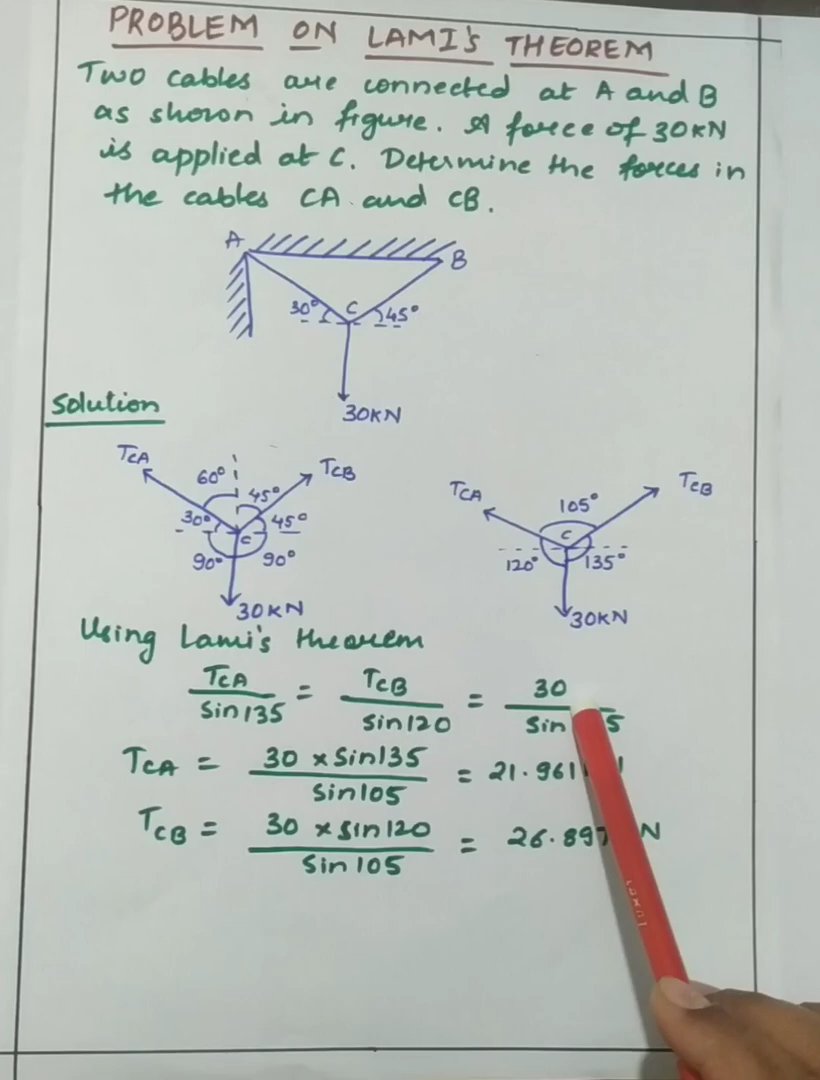 PROBLEM ON LAMI's THEOREM
Two cables are connected at A and B
as shown in figure. A force of 30KN
is applied at C. Determine the forces in
the cables CA and CB.
A
B
30° C 45°
30KN
Solution
TCA 60° TCB
45°
30° 45°
C
90° 90°
30KN
TCA 105° TCB
C
120° 135°
30KN
Using Lami's theorem
TCA / Sin135 = TCB / Sin120 = 30 / Sin
TCA = 30 x Sin135 / Sin105 = 21.961
TCB = 30 x Sin120 / Sin105 = 26.897 N